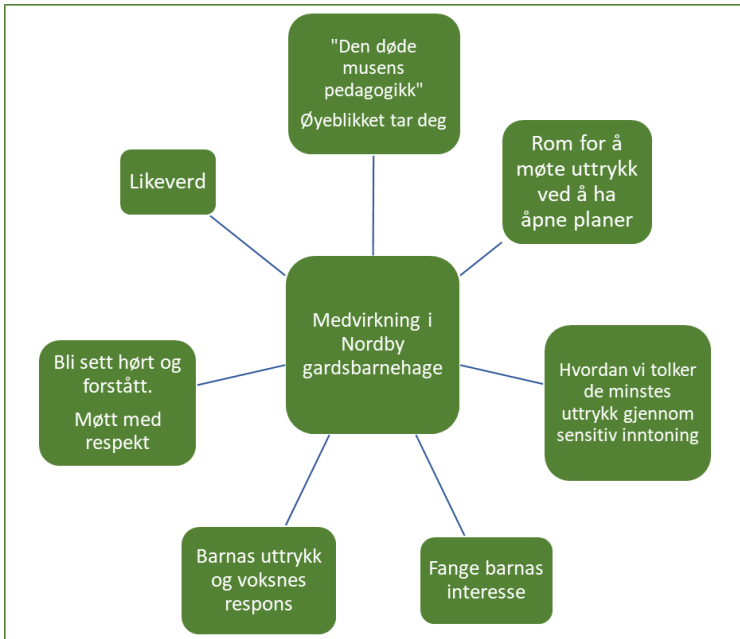 "Den døde
musens
pedagogikk"
Øyeblikket tar deg
Rom for å
møte uttrykk
ved å ha
åpne planer
Likeverd
Medvirkning i
Nordby
gardsbarnehage
Bli sett hørt og
forstått.
Møtt med
respekt
Hvordan vi tolker
de minstes
uttrykk gjennom
sensitiv inntoning
Barnas uttrykk
og voksnes
respons
Fange barnas
interesse